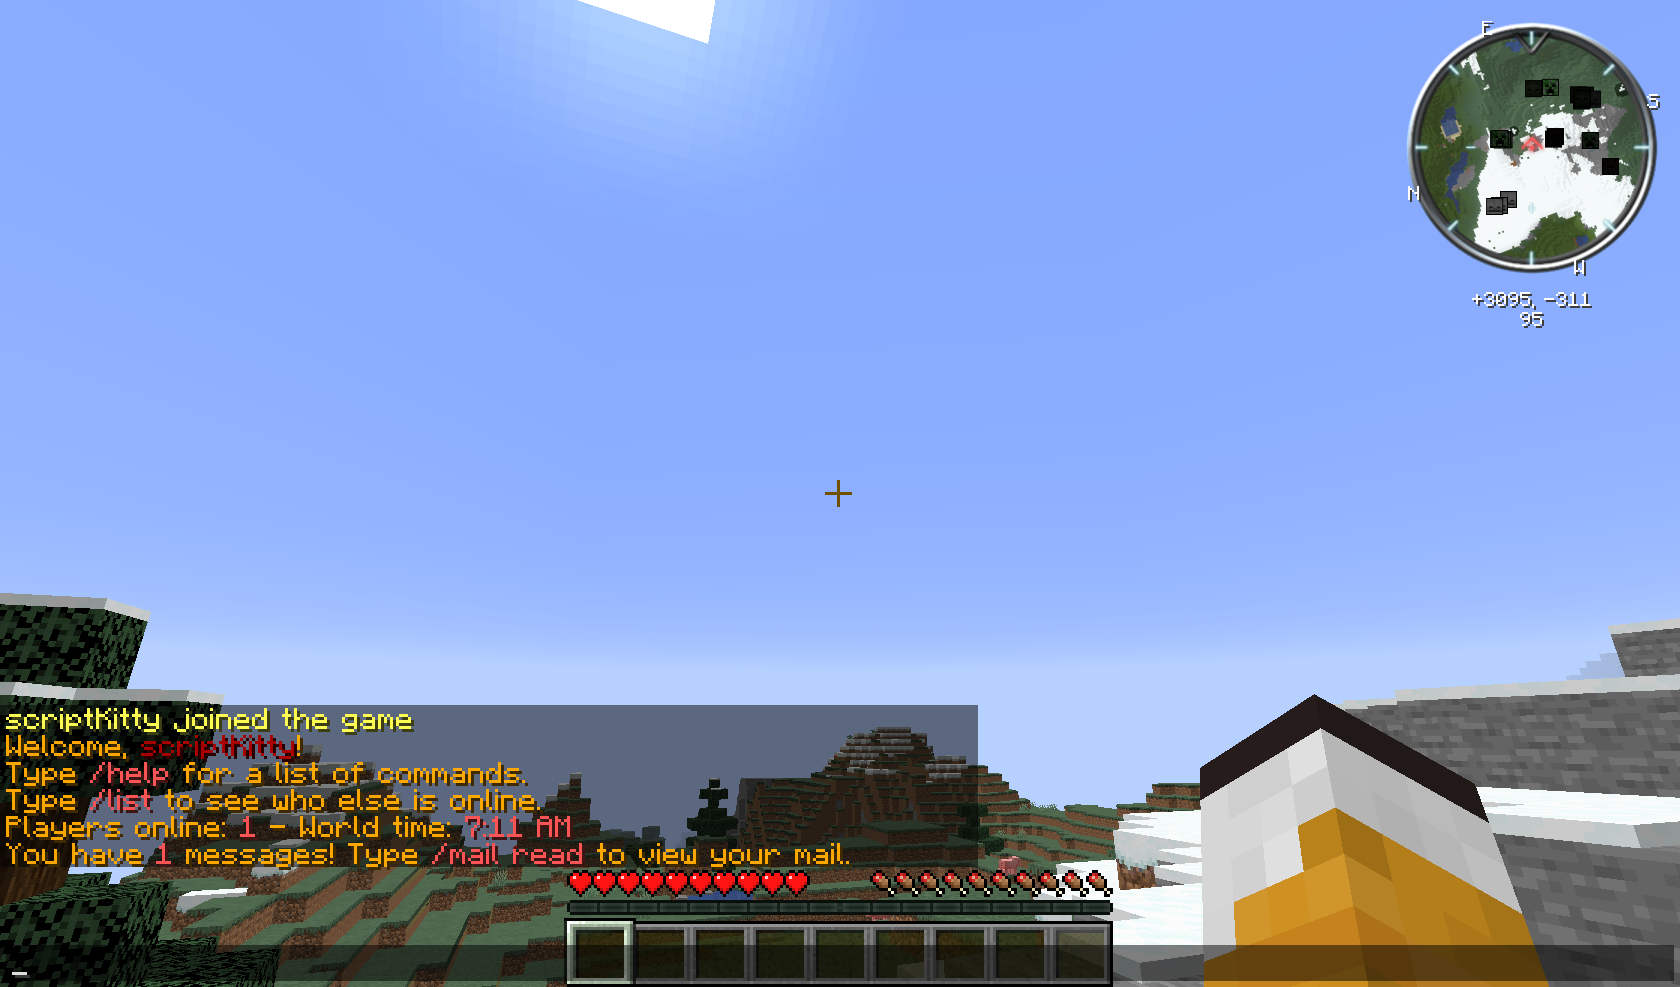 E
S
N
W
+3095, -311
95
scriptKitty joined the game
Welcome, scriptKitty!
Type /help for a list of commands.
Type /list to see who else is online.
Players online: 1 - World time: 7:11 AM
You have 1 messages! Type /mail read to view your mail.
_